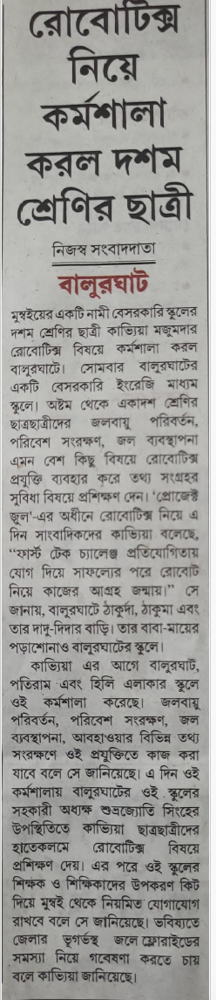 রোবোটিক্স
নিয়ে
কর্মশালা
করল দশম
শ্রেণির ছাত্রী
নিজস্ব সংবাদদাতা
বালুরঘাট
মুম্বইয়ের একটি নামী বেসরকারি স্কুলের
দশম শ্রেণির ছাত্রী কাভ্যিয়া মজুমদার
রোবোটিক্স বিষয়ে কর্মশালা করল
বালুরঘাটে। সোমবার বালুরঘাটের
একটি বেসরকারি ইংরেজি মাধ্যম
স্কুলে। অষ্টম থেকে একাদশ শ্রেণির
ছাত্রছাত্রীদের জলবায়ু পরিবর্তন,
পরিবেশ সংরক্ষণ, জল ব্যবস্থাপনা
এমন বেশ কিছু বিষয়ে রোবোটিক্স
প্রযুক্তি ব্যবহার করে তথ্য সংগ্রহের
সুবিধা বিষয়ে প্রশিক্ষণ দেন। ‘প্রোজেক্ট
জুল’-এর অধীনে রোবোটিক্স নিয়ে এ
দিন সাংবাদিকদের কাভ্যিয়া বলেছে,
“ফার্স্ট টেক চ্যালেঞ্জ প্রতিযোগিতায়
যোগ দিয়ে সাফল্যের পরে রোবোট
নিয়ে কাজের আগ্রহ জন্মায়।” সে
জানায়, বালুরঘাটে ঠাকুর্দা, ঠাকুমা এবং
তার দাদু-দিদার বাড়ি। তার বাবা-মায়ের
পড়াশোনাও বালুরঘাটের স্কুলে।
কাভ্যিয়া এর আগে বালুরঘাট,
পতিরাম এবং হিলি এলাকার স্কুলে
ওই কর্মশালা করেছে। জলবায়ু
পরিবর্তন, পরিবেশ সংরক্ষণ, জল
ব্যবস্থাপনা, আবহাওয়ার বিভিন্ন তথ্য
সংরক্ষণে ওই প্রযুক্তিতে কাজ করা
যাবে বলে সে জানিয়েছে। এ দিন ওই
কর্মশালায় বালুরঘাটের ওই স্কুলের
সহকারী অধ্যক্ষ শুভ্রজ্যোতি সিংহের
উপস্থিতিতে কাভ্যিয়া ছাত্রছাত্রীদের
হাতেকলমে রোবোটিক্স বিষয়ে
প্রশিক্ষণ দেয়। এর পরে ওই স্কুলের
শিক্ষক ও শিক্ষিকাদের উপকরণ কিট
দিয়ে মুম্বই থেকে নিয়মিত যোগাযোগ
রাখবে বলে সে জানিয়েছে। ভবিষ্যতে
জেলার ভূগর্ভস্থ জলে ফ্লোরাইডের
সমস্যা নিয়ে গবেষণা করতে চায়
বলে কাভ্যিয়া জানিয়েছে।